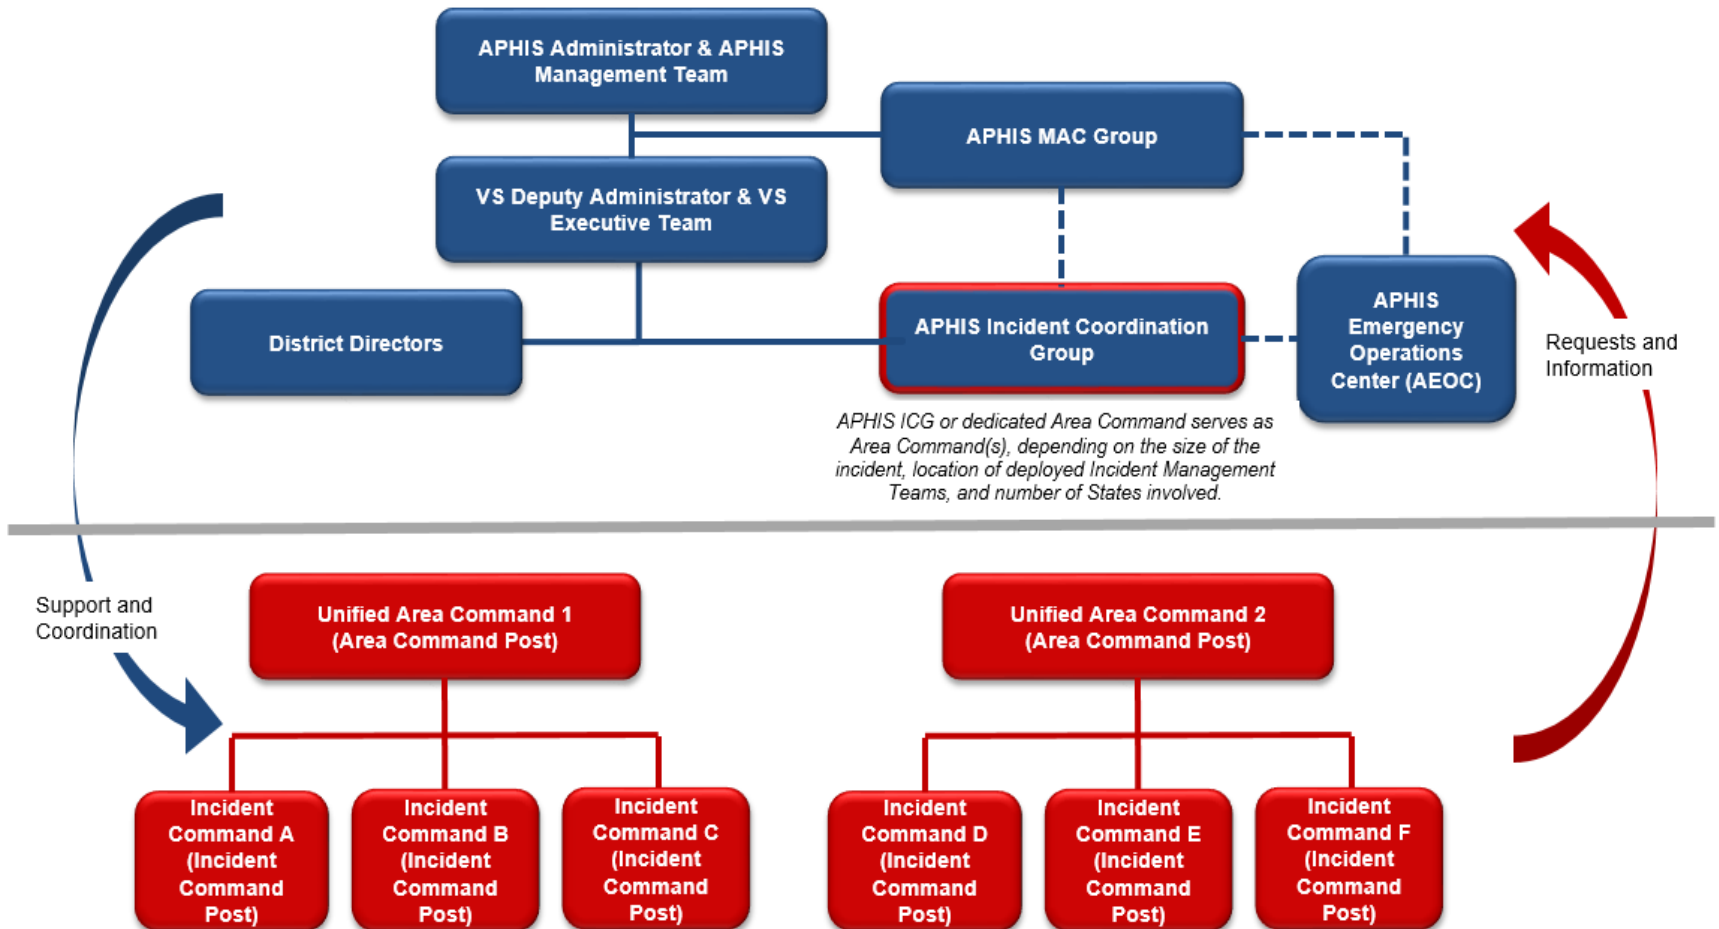 APHIS Administrator & APHIS
Management Team
APHIS MAC Group
VS Deputy Administrator & VS
Executive Team
District Directors
APHIS Incident Coordination
Group
APHIS
Emergency
Operations
Center (AEOC)
Requests and
Information
APHIS ICG or dedicated Area Command serves as
Area Command(s), depending on the size of the
incident, location of deployed Incident Management
Teams, and number of States involved.
Support and
Coordination
Unified Area Command 1
(Area Command Post)
Unified Area Command 2
(Area Command Post)
Incident
Command A
(Incident
Command
Post)
Incident
Command B
(Incident
Command
Post)
Incident
Command C
(Incident
Command
Post)
Incident
Command D
(Incident
Command
Post)
Incident
Command E
(Incident
Command
Post)
Incident
Command F
(Incident
Command
Post)